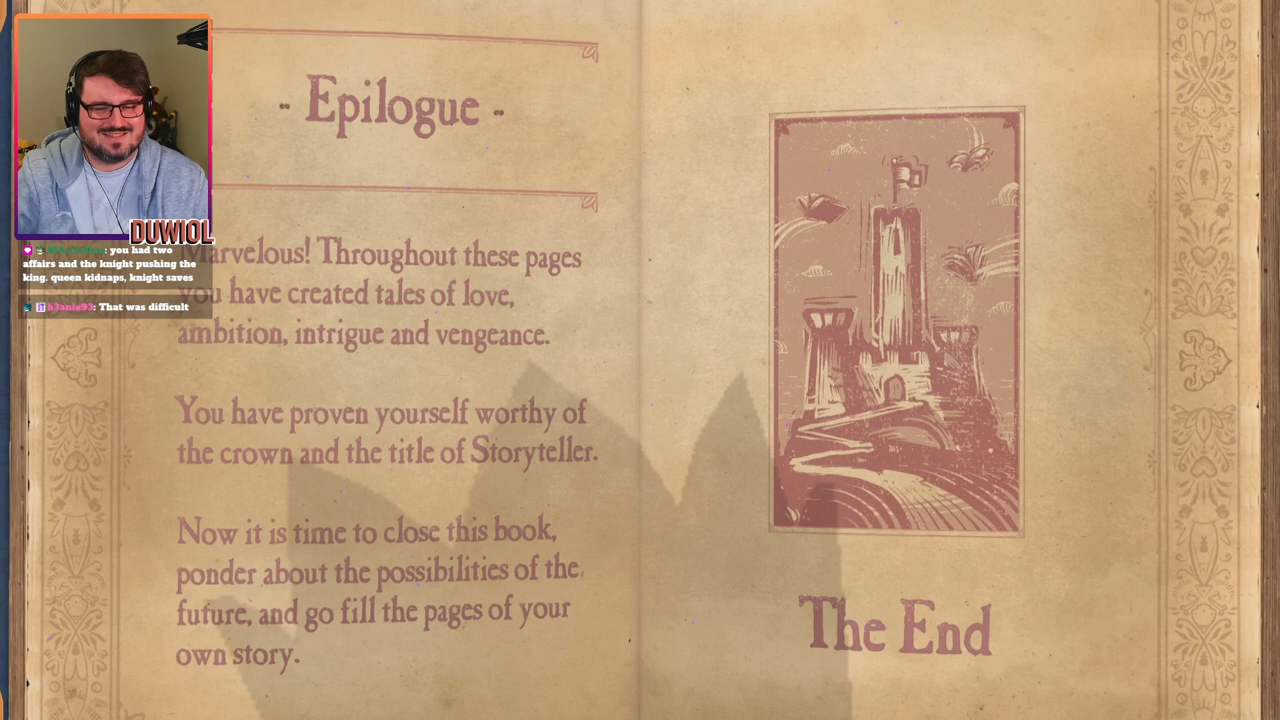 - Epilogue -
DUWIOL
: you had two
affairs and the knight pushing the
king. queen kidnaps, knight saves
b3anie93: That was difficult
Marvelous! Throughout these pages
you have created tales of love,
ambition, intrigue and vengeance.
You have proven yourself worthy of
the crown and the title of Storyteller.
Now it is time to close this book,
ponder about the possibilities of the
future, and go fill the pages of your
own story.
The End